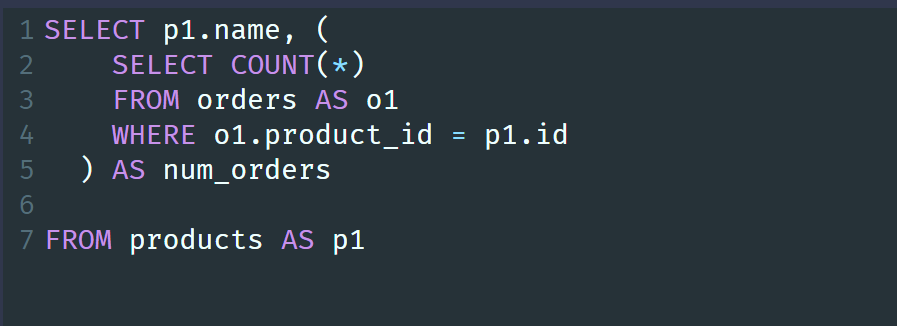 1 SELECT p1.name, (
2     SELECT COUNT(*)
3     FROM orders AS o1
4     WHERE o1.product_id = p1.id
5   ) AS num_orders
6
7 FROM products AS p1